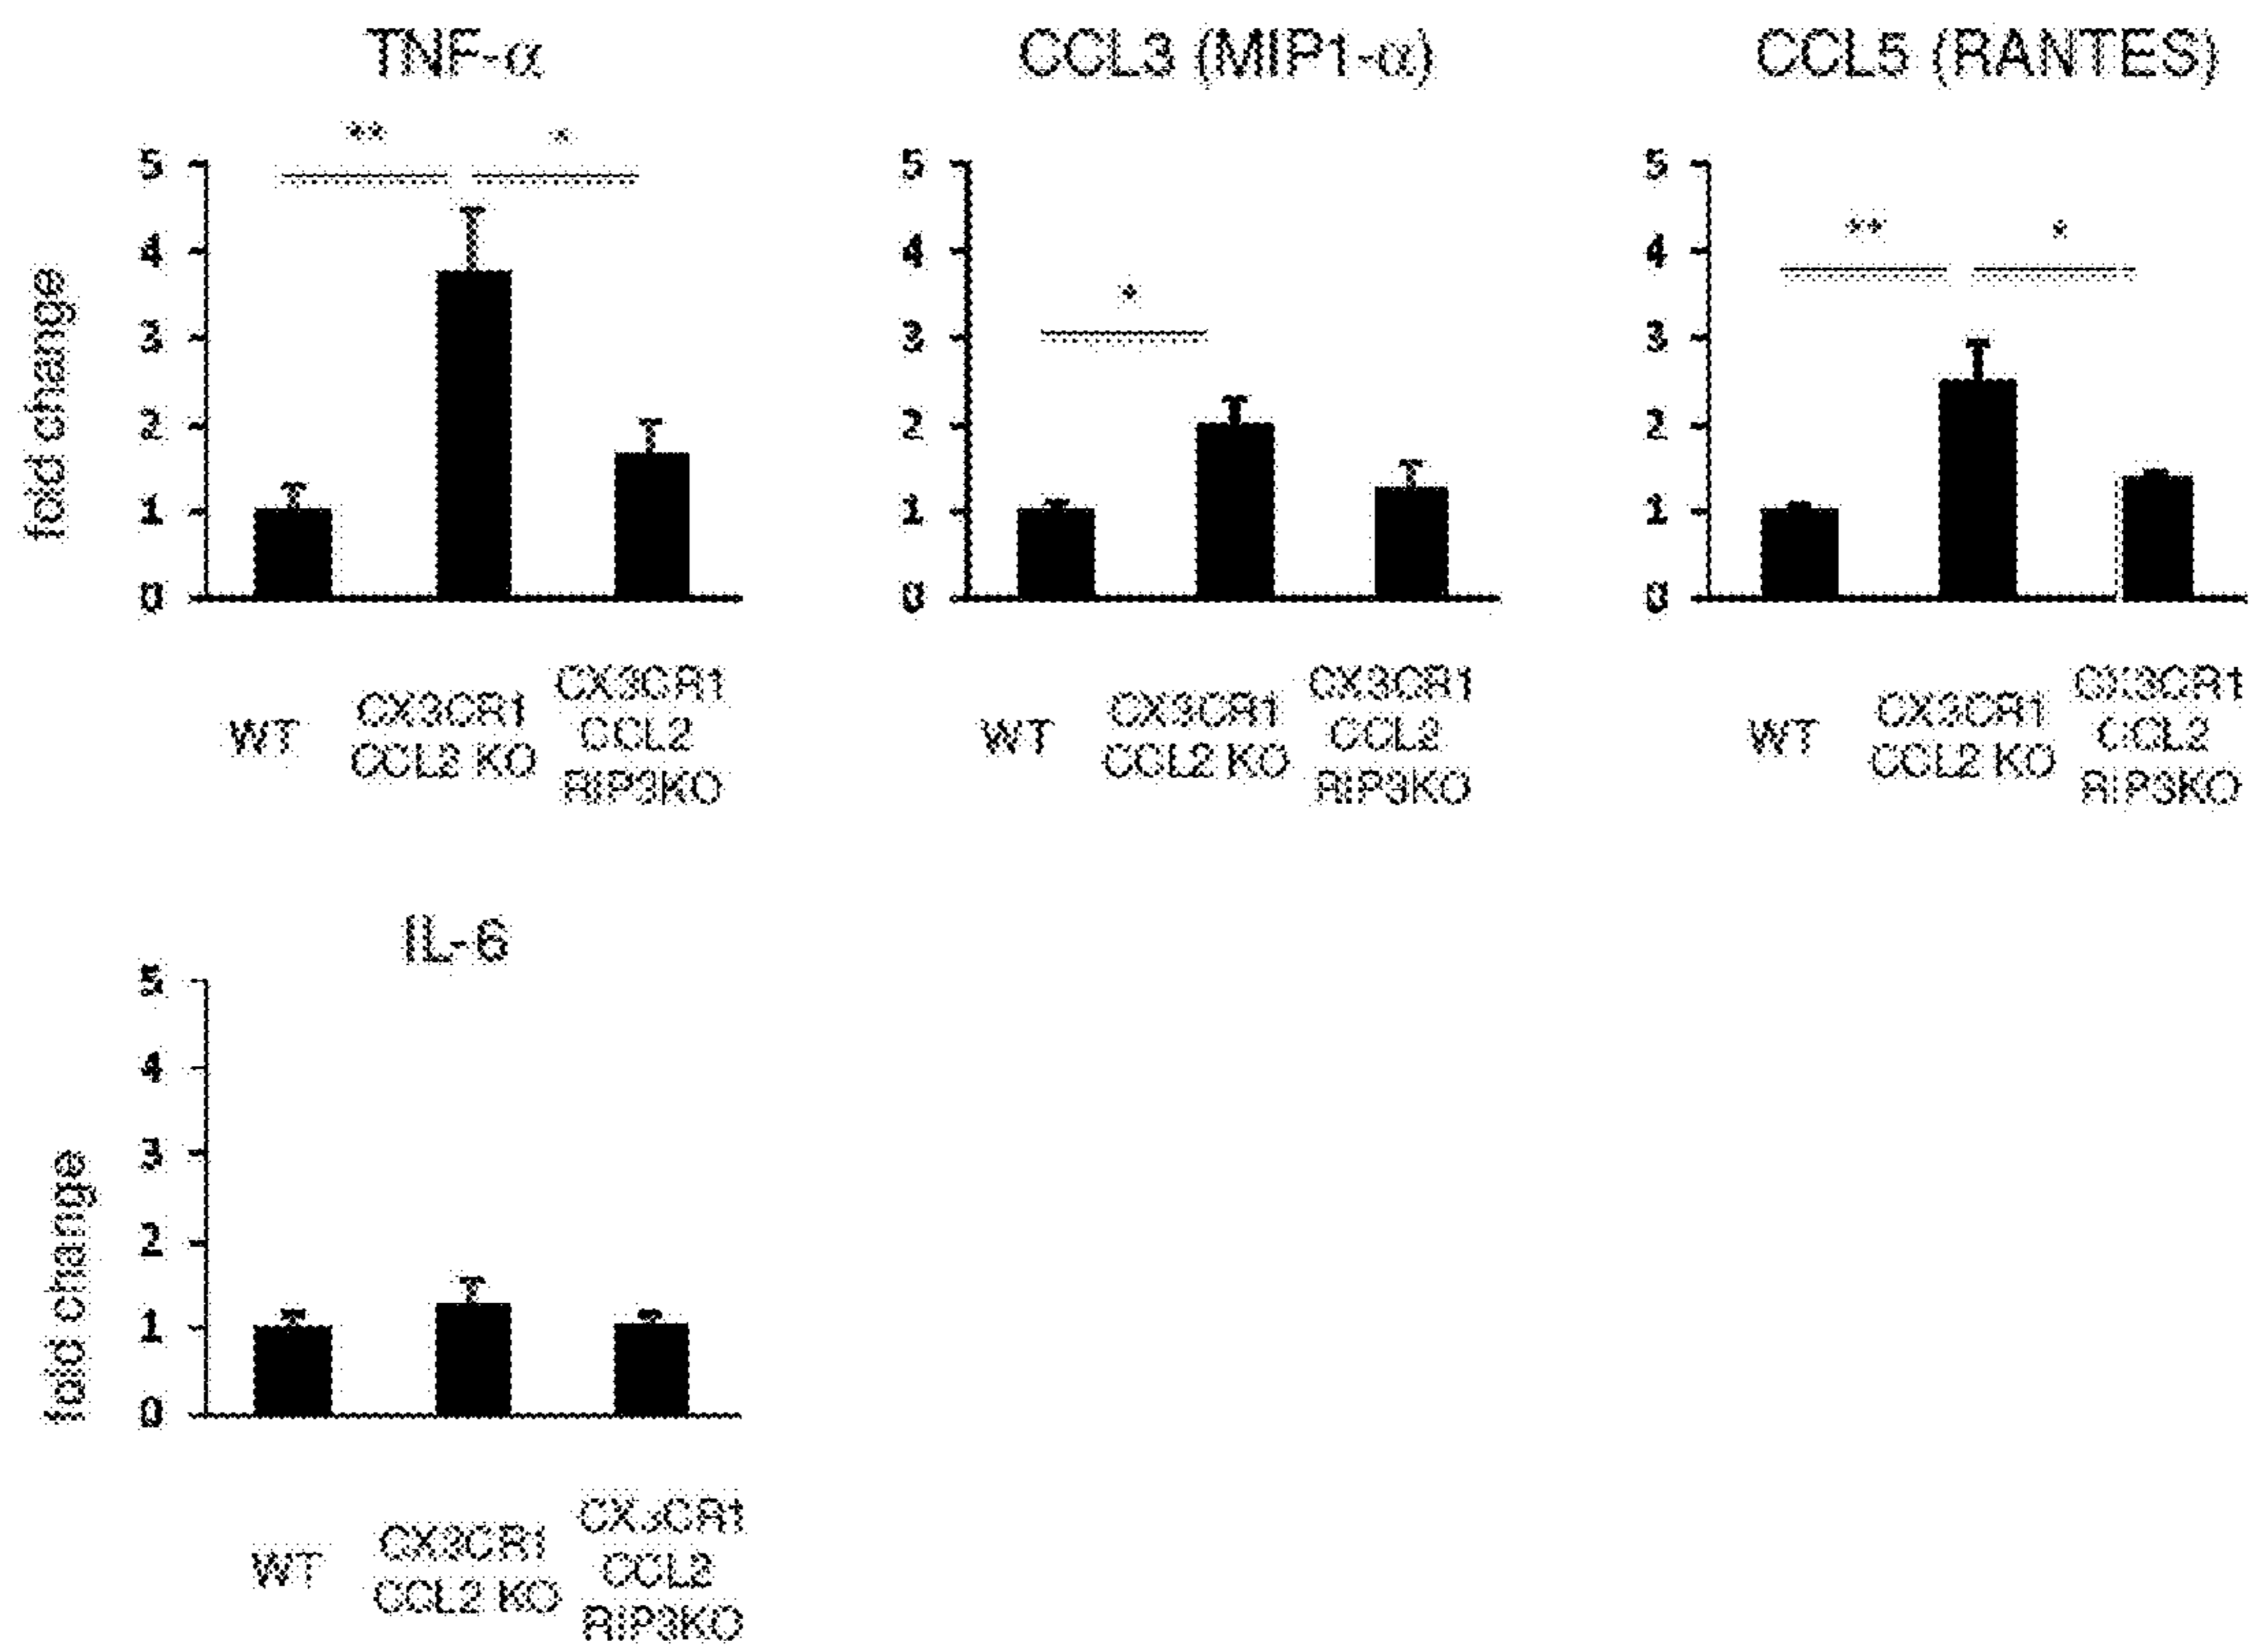 TNF-α
CCL3 (MIP1-α)
CCL5 (RANTES)
** *
*
** *
fold change
5
4
3
2
1
0
5
4
3
2
1
0
5
4
3
2
1
0
WT
CX3CR1
CCL2 KO
CX3CR1
CCL2
RIP3KO
WT
CX3CR1
CCL2 KO
CX3CR1
CCL2
RIP3KO
WT
CX3CR1
CCL2 KO
CX3CR1
CCL2
RIP3KO
IL-6
fold change
5
4
3
2
1
0
WT
CX3CR1
CCL2 KO
CX3CR1
CCL2
RIP3KO